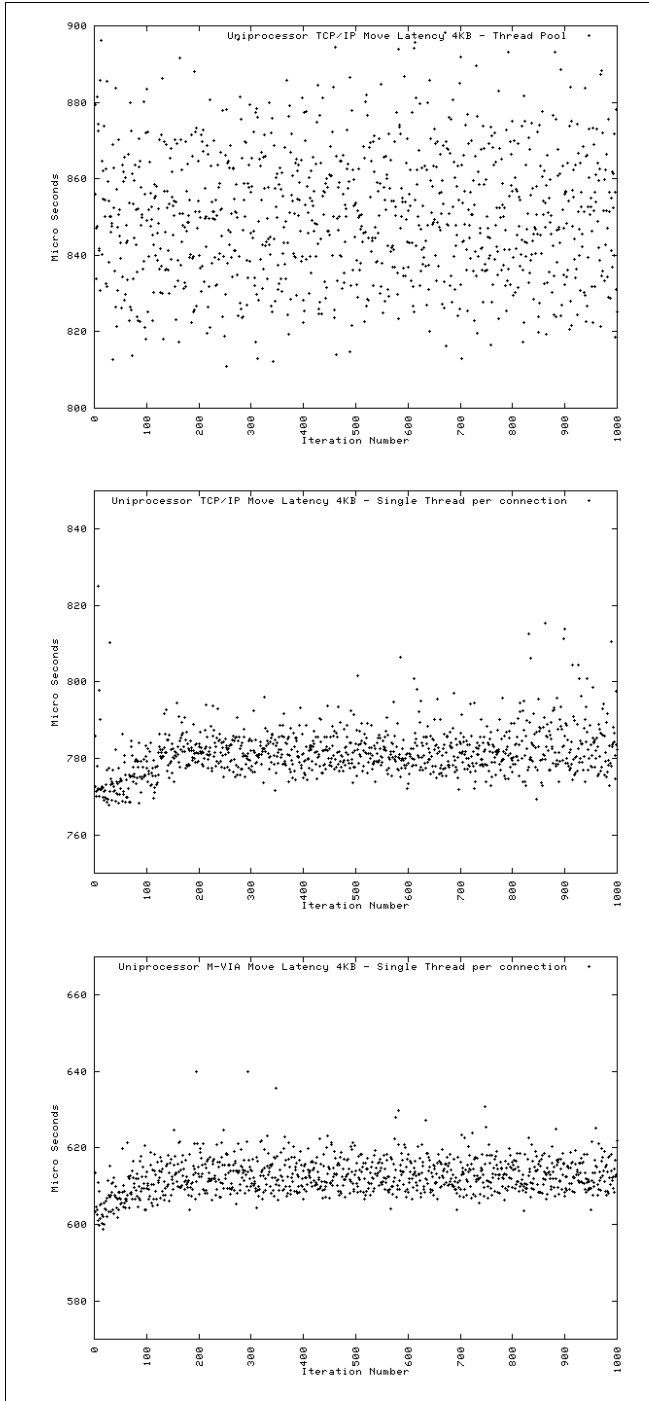 900
Uniprocessor TCP/IP Move Latency 4KB - Thread Pool
880
860
Micro Seconds
840
820
800
0 100 200 300 400 500 600 700 800 900 1000
Iteration Number
Uniprocessor TCP/IP Move Latency 4KB - Single Thread per connection
840
820
800
Micro Seconds
780
760
0 100 200 300 400 500 600 700 800 900 1000
Iteration Number
Uniprocessor M-VIA Move Latency 4KB - Single Thread per connection
660
640
620
Micro Seconds
600
580
0 100 200 300 400 500 600 700 800 900 1000
Iteration Number